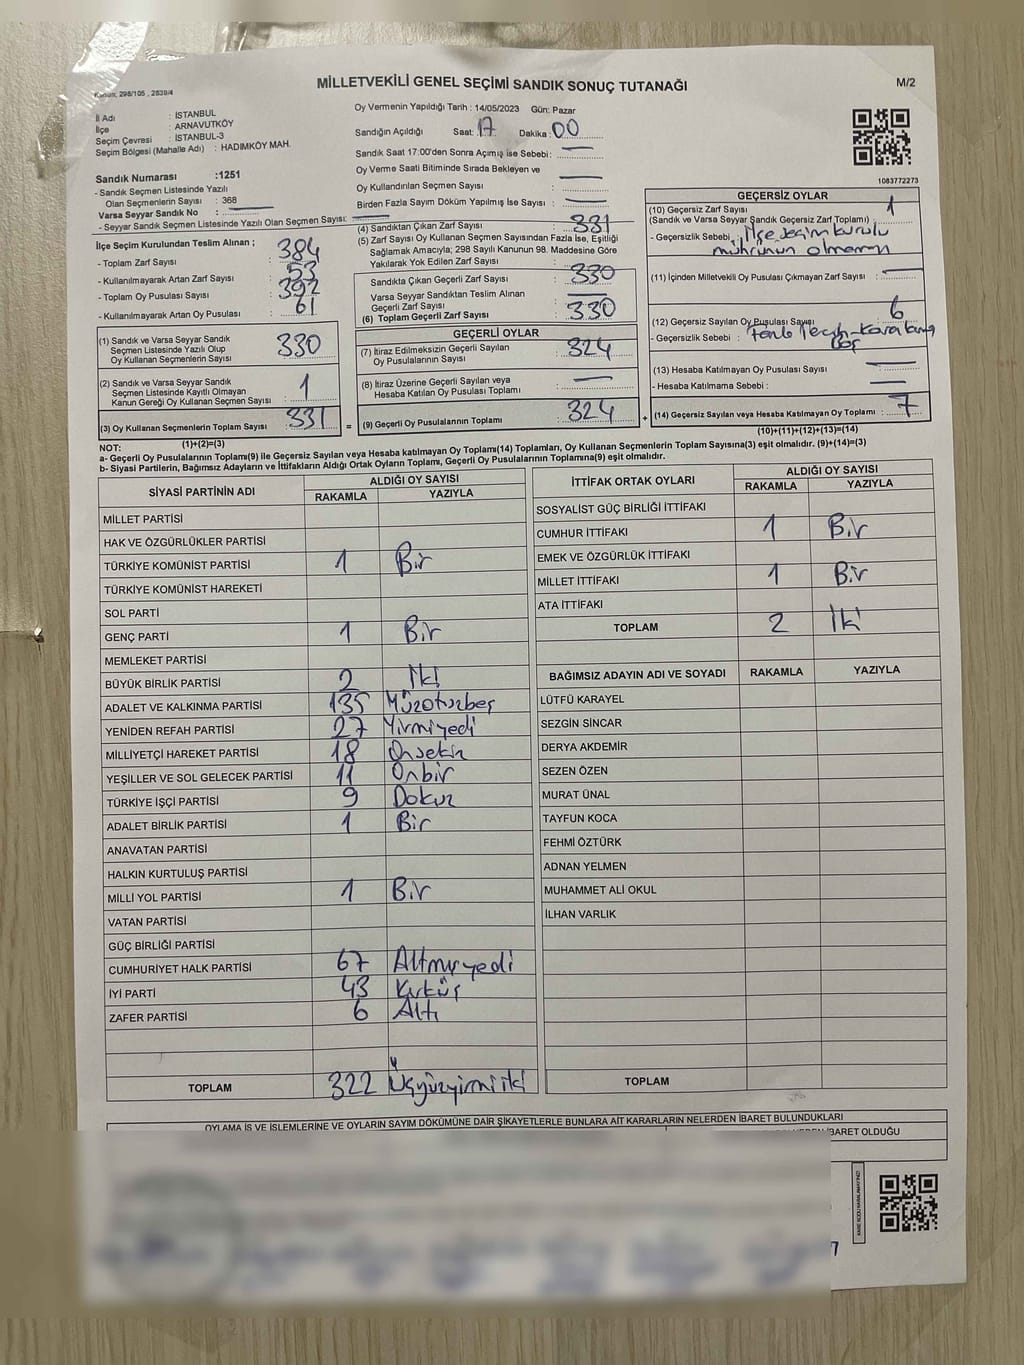 Kanun: 298/105 , 2839/4
MİLLETVEKİLİ GENEL SEÇİMİ SANDIK SONUÇ TUTANAĞI
M/2
İl Adı : İSTANBUL
İlçe : ARNAVUTKÖY
Seçim Çevresi : İSTANBUL-3
Seçim Bölgesi (Mahalle Adı) : HADIMKÖY MAH.
Sandık Numarası :1251
- Sandık Seçmen Listesinde Yazılı
Olan Seçmenlerin Sayısı : 368
Varsa Seyyar Sandık No :
- Seyyar Sandık Seçmen Listesinde Yazılı Olan Seçmen Sayısı:
Oy Vermenin Yapıldığı Tarih : 14/05/2023 Gün: Pazar
Sandığın Açıldığı Saat: 17 Dakika : 00
Sandık Saat 17:00'den Sonra Açılmış İse Sebebi:
Oy Verme Saati Bitiminde Sırada Bekleyen ve
Oy Kullandırılan Seçmen Sayısı :
Birden Fazla Sayım Döküm Yapılmış İse Sayısı :
1083772273
İlçe Seçim Kurulundan Teslim Alınan ;
- Toplam Zarf Sayısı : 384
- Kullanılmayarak Artan Zarf Sayısı : 53
- Toplam Oy Pusulası Sayısı : 392
- Kullanılmayarak Artan Oy Pusulası : 61
(1) Sandık ve Varsa Seyyar Sandık
Seçmen Listesinde Yazılı Olup
Oy Kullanan Seçmenlerin Sayısı : 330
(2) Sandık ve Varsa Seyyar Sandık
Seçmen Listesinde Kayıtlı Olmayan
Kanun Gereği Oy Kullanan Seçmen Sayısı : 1
(3) Oy Kullanan Seçmenlerin Toplam Sayısı : 331
(1)+(2)=(3)
(4) Sandıktan Çıkan Zarf Sayısı : 331
(5) Zarf Sayısı Oy Kullanan Seçmen Sayısından Fazla İse, Eşitliği
Sağlamak Amacıyla; 298 Sayılı Kanunun 98. Maddesine Göre
Yakılarak Yok Edilen Zarf Sayısı :
Sandıkta Çıkan Geçerli Zarf Sayısı : 330
Varsa Seyyar Sandıktan Teslim Alınan
Geçerli Zarf Sayısı :
(6) Toplam Geçerli Zarf Sayısı : 330
GEÇERLİ OYLAR
(7) İtiraz Edilmeksizin Geçerli Sayılan
Oy Pusulalarının Sayısı : 324
(8) İtiraz Üzerine Geçerli Sayılan veya
Hesaba Katılan Oy Pusulası Toplamı :
= (9) Geçerli Oy Pusulalarının Toplamı : 324 +
GEÇERSİZ OYLAR
(10) Geçersiz Zarf Sayısı
(Sandık ve Varsa Seyyar Sandık Geçersiz Zarf Toplamı) : 1
- Geçersizlik Sebebi : İlçe seçim kurulu
mührünün olmaması
(11) İçinden Milletvekili Oy Pusulası Çıkmayan Zarf Sayısı :
(12) Geçersiz Sayılan Oy Pusulası Sayısı : 6
- Geçersizlik Sebebi :
(13) Hesaba Katılmayan Oy Pusulası Sayısı :
- Hesaba Katılmama Sebebi :
(14) Geçersiz Sayılan veya Hesaba Katılmayan Oy Toplamı : 7
(10)+(11)+(12)+(13)=(14)
NOT:
a- Geçerli Oy Pusulalarının Toplamı(9) ile Geçersiz Sayılan veya Hesaba katılmayan Oy Toplamı(14) Toplamları, Oy Kullanan Seçmenlerin Toplam Sayısına(3) eşit olmalıdır. (9)+(14)=(3)
b- Siyasi Partilerin, Bağımsız Adayların ve İttifakların Aldığı Ortak Oyların Toplamı, Geçerli Oy Pusulalarının Toplamına(9) eşit olmalıdır.
SİYASİ PARTİNİN ADI ALDIĞI OY SAYISI
RAKAMLA YAZIYLA
MİLLET PARTİSİ
HAK VE ÖZGÜRLÜKLER PARTİSİ
TÜRKİYE KOMÜNİST PARTİSİ 1 Bir
TÜRKİYE KOMÜNİST HAREKETİ
SOL PARTİ
GENÇ PARTİ 1 Bir
MEMLEKET PARTİSİ
BÜYÜK BİRLİK PARTİSİ 2 İki
ADALET VE KALKINMA PARTİSİ 135 Yüzotuzbeş
YENİDEN REFAH PARTİSİ 27 Yirmiyedi
MİLLİYETÇİ HAREKET PARTİSİ 18 Onsekiz
YEŞİLLER VE SOL GELECEK PARTİSİ 11 Onbir
TÜRKİYE İŞÇİ PARTİSİ 9 Dokuz
ADALET BİRLİK PARTİSİ 1 Bir
ANAVATAN PARTİSİ
HALKIN KURTULUŞ PARTİSİ
MİLLİ YOL PARTİSİ 1 Bir
VATAN PARTİSİ
GÜÇ BİRLİĞİ PARTİSİ
CUMHURİYET HALK PARTİSİ 67 Altmışyedi
İYİ PARTİ 43 Kırküç
ZAFER PARTİSİ 6 Altı
TOPLAM 322 Üçyüzyirmiiki
İTTİFAK ORTAK OYLARI ALDIĞI OY SAYISI
RAKAMLA YAZIYLA
SOSYALİST GÜÇ BİRLİĞİ İTTİFAKI
CUMHUR İTTİFAKI 1 Bir
EMEK VE ÖZGÜRLÜK İTTİFAKI
MİLLET İTTİFAKI 1 Bir
ATA İTTİFAKI
TOPLAM 2 İki
BAĞIMSIZ ADAYIN ADI VE SOYADI RAKAMLA YAZIYLA
LÜTFÜ KARAYEL
SEZGİN SİNCAR
DERYA AKDEMİR
SEZEN ÖZEN
MURAT ÜNAL
TAYFUN KOCA
FEHMİ ÖZTÜRK
ADNAN YELMEN
MUHAMMET ALİ OKUL
İLHAN VARLIK
TOPLAM
OYLAMA İŞ VE İŞLEMLERİNE VE OYLARIN SAYIM DÖKÜMÜNE DAİR ŞİKAYETLERLE BUNLARA AİT KARARLARIN NELERDEN İBARET BULUNDUKLARI
İBARET OLDUĞU